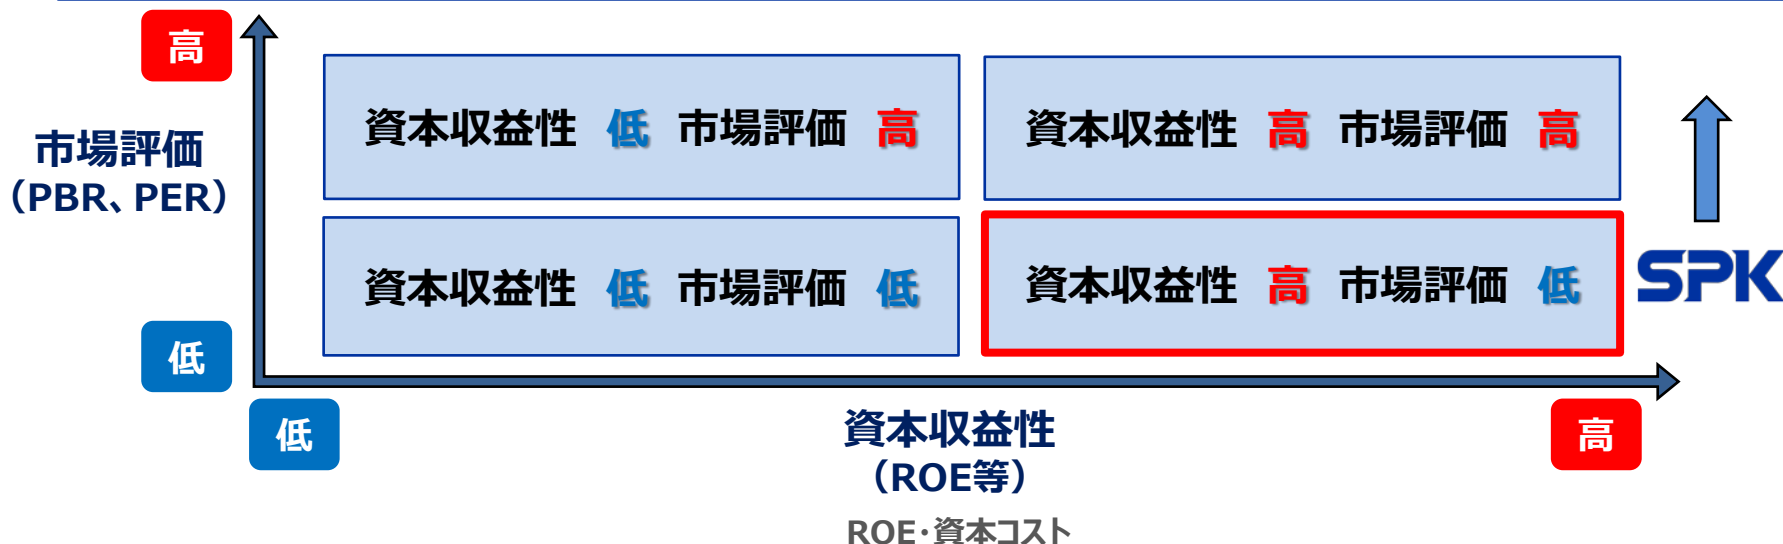 高
資本収益性 低 市場評価 高
資本収益性 高 市場評価 高
市場評価
（PBR、PER）
資本収益性 低 市場評価 低
資本収益性 高 市場評価 低
SPK
低
低
資本収益性
（ROE等）
高
ROE・資本コスト